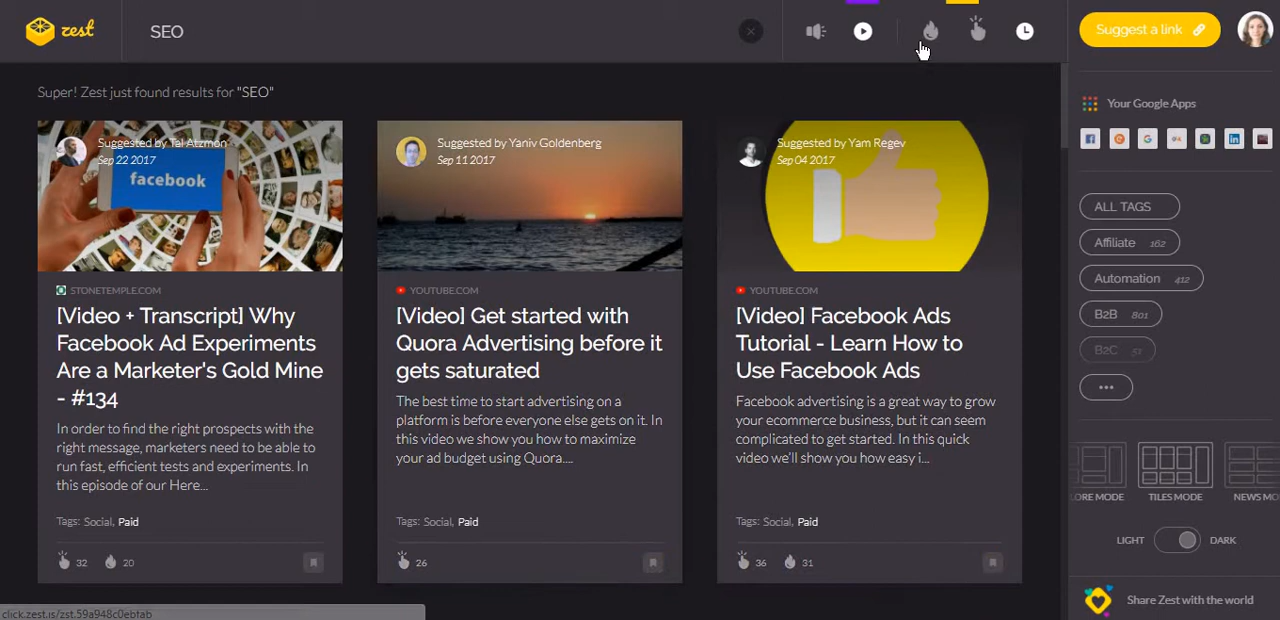 zest
SEO
Suggest a link
Super! Zest just found results for "SEO"
Suggested by Tal Atzmon
Sep 22 2017
facebook
STONETEMPLE.COM
[Video + Transcript] Why
Facebook Ad Experiments
Are a Marketer's Gold Mine
- #134
In order to find the right prospects with the
right message, marketers need to be able to
run fast, efficient tests and experiments. In
this episode of our Here...
Tags: Social, Paid
32
20
Suggested by Yaniv Goldenberg
Sep 11 2017
YOUTUBE.COM
[Video] Get started with
Quora Advertising before it
gets saturated
The best time to start advertising on a
platform is before everyone else gets on it. In
this video we show you how to maximize
your ad budget using Quora....
Tags: Social, Paid
26
Suggested by Yam Regev
Sep 04 2017
YOUTUBE.COM
[Video] Facebook Ads
Tutorial - Learn How to
Use Facebook Ads
Facebook advertising is a great way to grow
your ecommerce business, but it can seem
complicated to get started. In this quick
video we'll show you how easy i...
Tags: Social, Paid
36
31
Your Google Apps
ALL TAGS
Affiliate 162
Automation 412
B2B 801
B2C 51
...
LORE MODE
TILES MODE
NEWS MO
LIGHT
DARK
Share Zest with the world
click.zest.is/zst.59a948c0ebfab